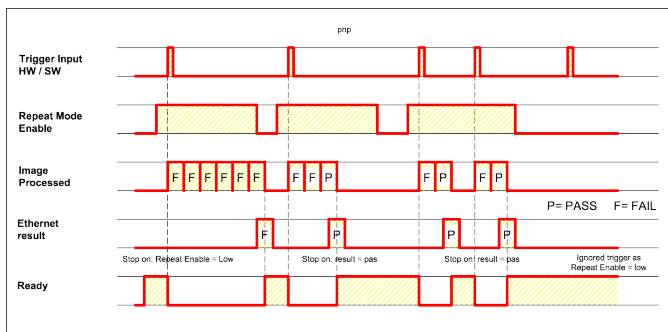 pnp
Trigger Input
HW / SW
Repeat Mode
Enable
Image
Processed
F F F F F F F F P F P F P
P= PASS F= FAIL
Ethernet
result
F P P P
Stop on: Repeat Enable = Low
Stop on: result = pas
Stop on: result = pas
Ignored trigger as
Repeat Enable = low
Ready